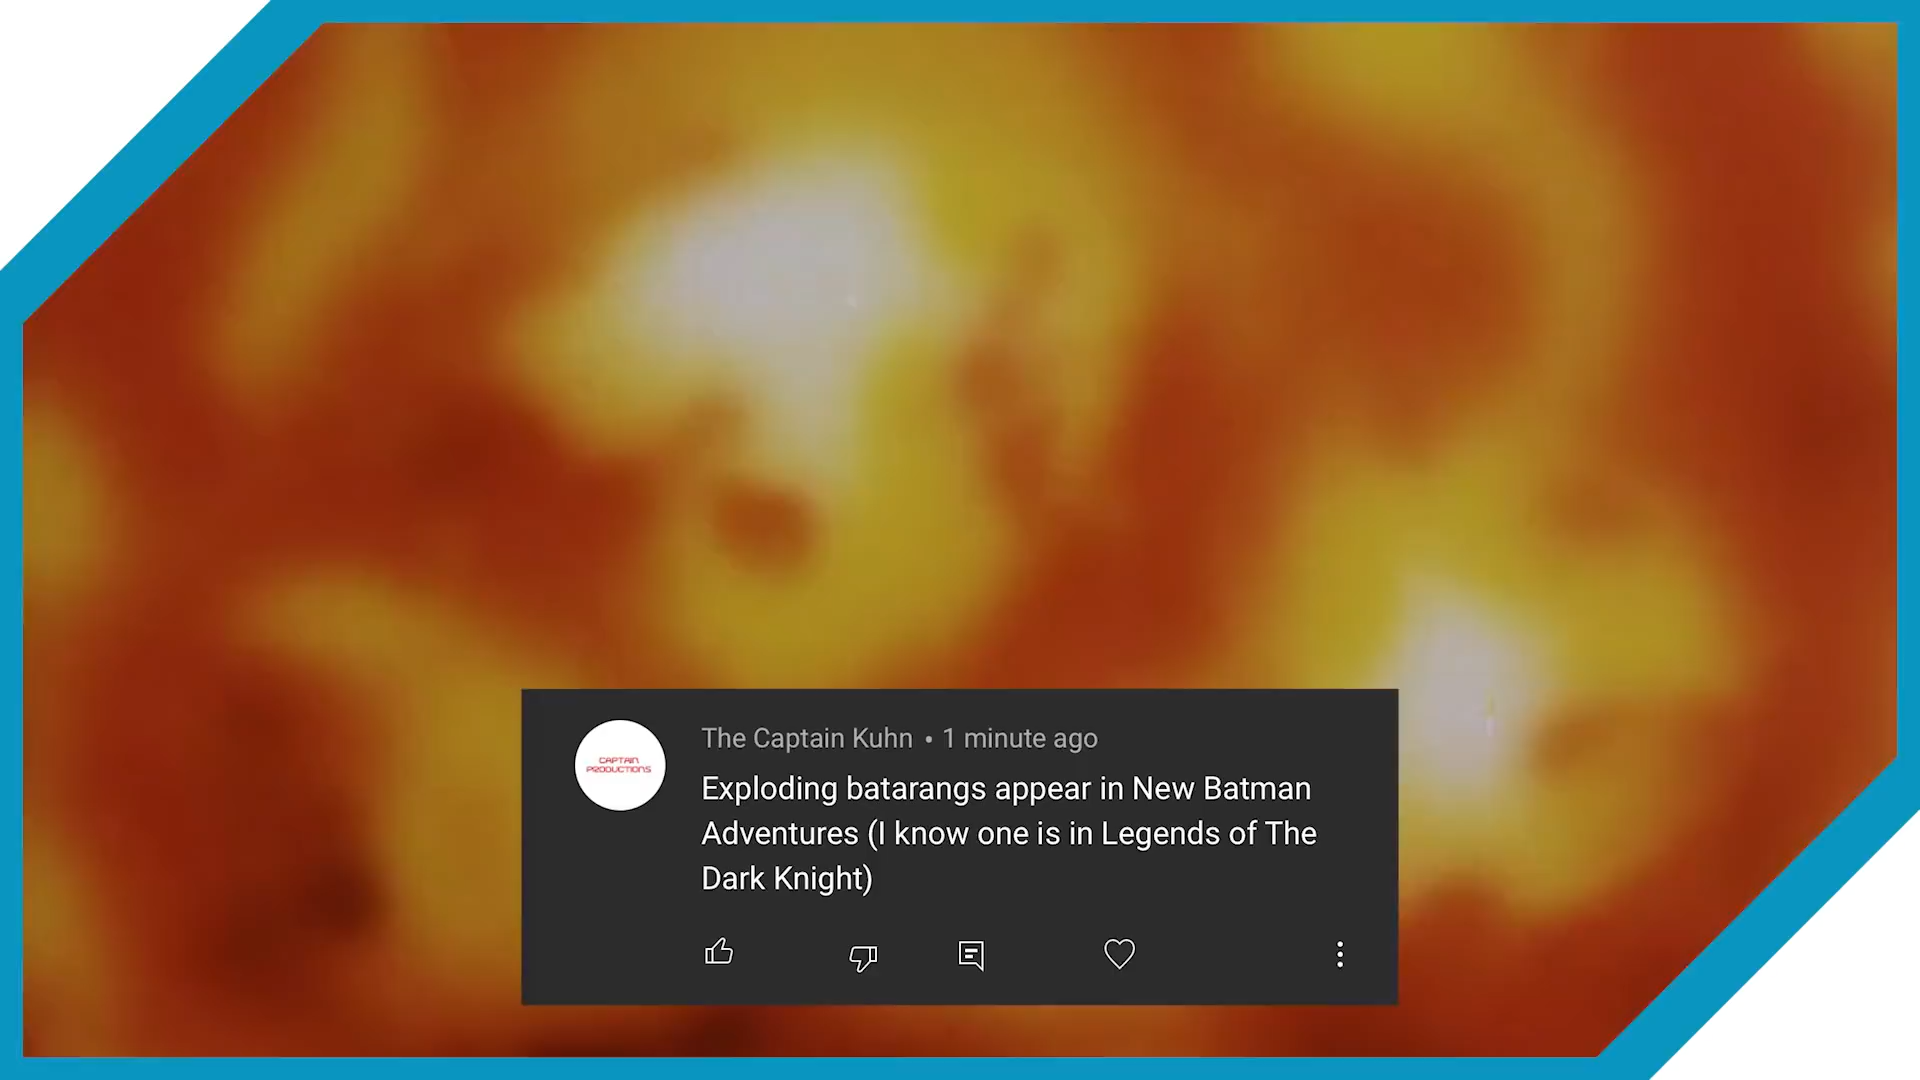 The Captain Kuhn • 1 minute ago
CAPTAIN
PRODUCTIONS
Exploding batarangs appear in New Batman
Adventures (I know one is in Legends of The
Dark Knight)